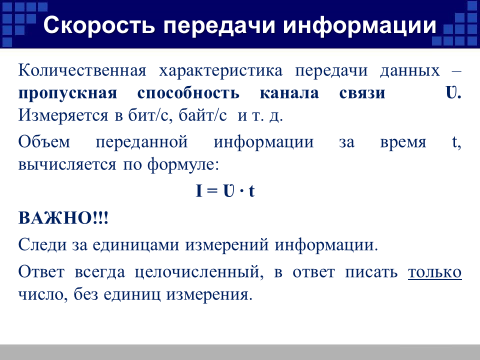 Скорость передачи информации
Количественная характеристика передачи данных –
пропускная способность канала связи Ʋ.
Измеряется в бит/с, байт/с и т. д.
Объем переданной информации за время t,
вычисляется по формуле:
I = Ʋ · t
ВАЖНО!!!
Следи за единицами измерений информации.
Ответ всегда целочисленный, в ответ писать только
число, без единиц измерения.